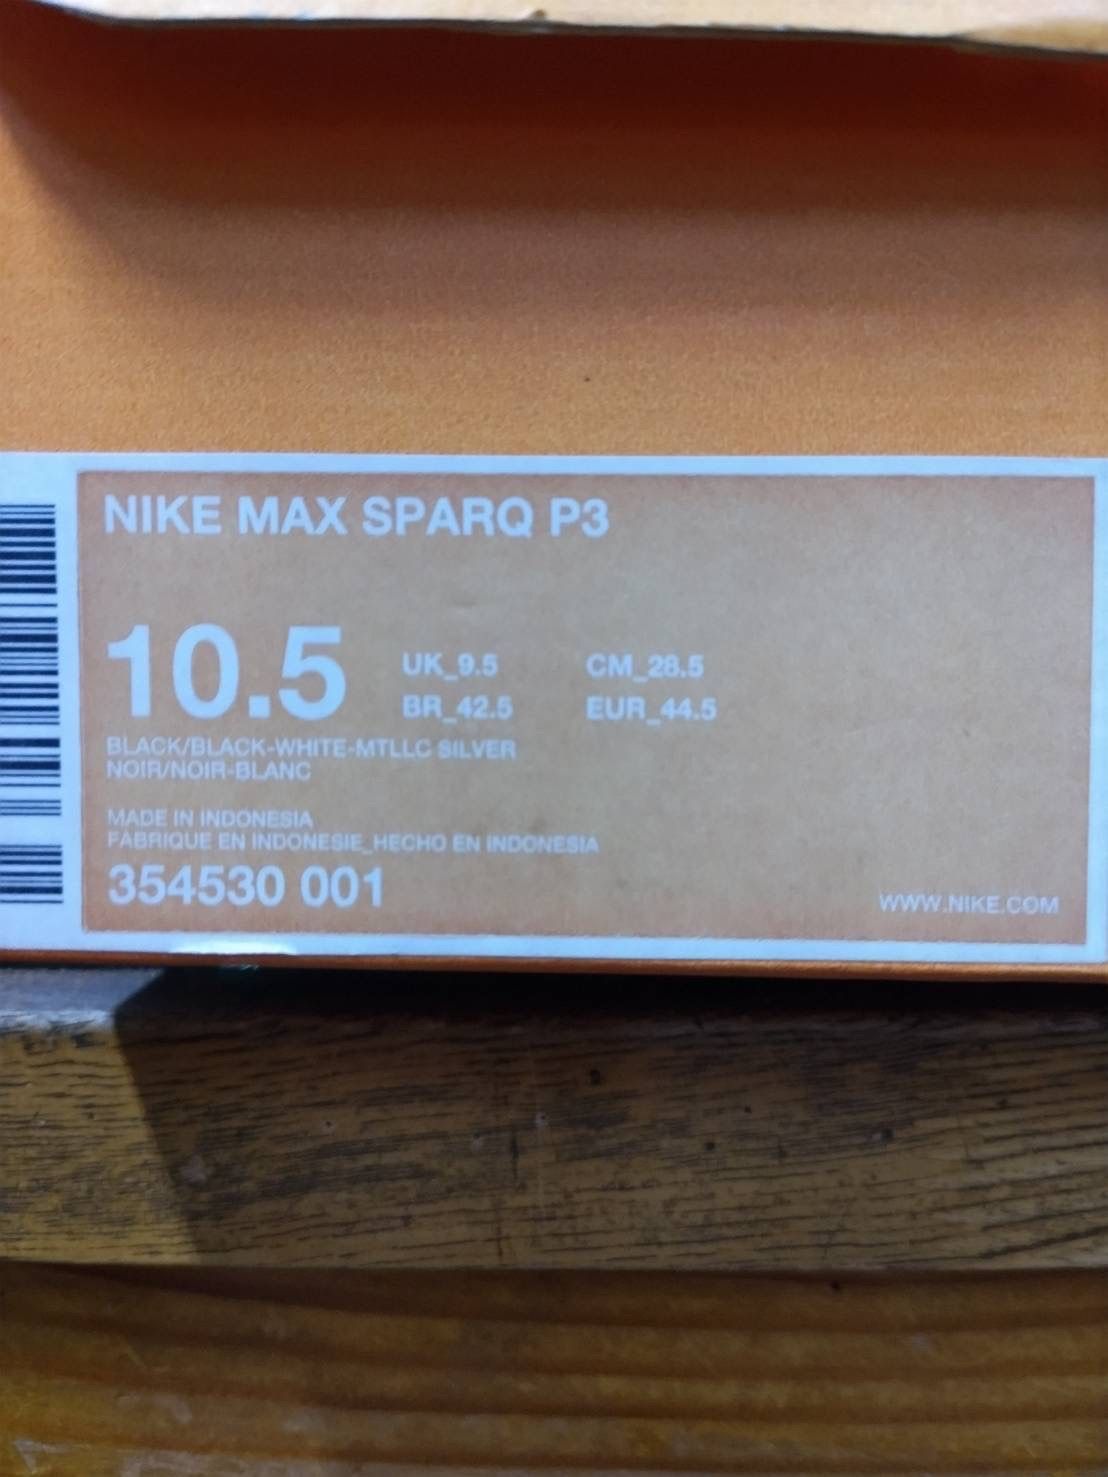 NIKE MAX SPARQ P3
10.5
UK_9.5 CM_28.5
BR_42.5 EUR_44.5
BLACK/BLACK-WHITE-MTLLC SILVER
NOIR/NOIR-BLANC
MADE IN INDONESIA
FABRIQUE EN INDONESIE_HECHO EN INDONESIA
354530 001
WWW.NIKE.COM